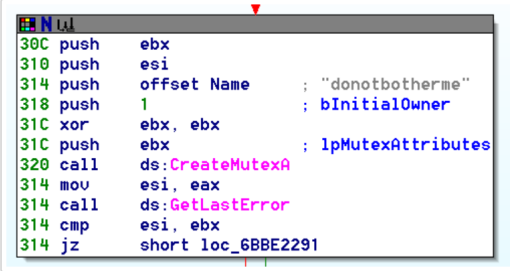 30C push ebx
310 push esi
314 push offset Name ; "donotbotherme"
318 push 1 ; bInitialOwner
31C xor ebx, ebx
31C push ebx ; lpMutexAttributes
320 call ds:CreateMutexA
314 mov esi, eax
314 call ds:GetLastError
314 cmp esi, ebx
314 jz short loc_6BBE2291